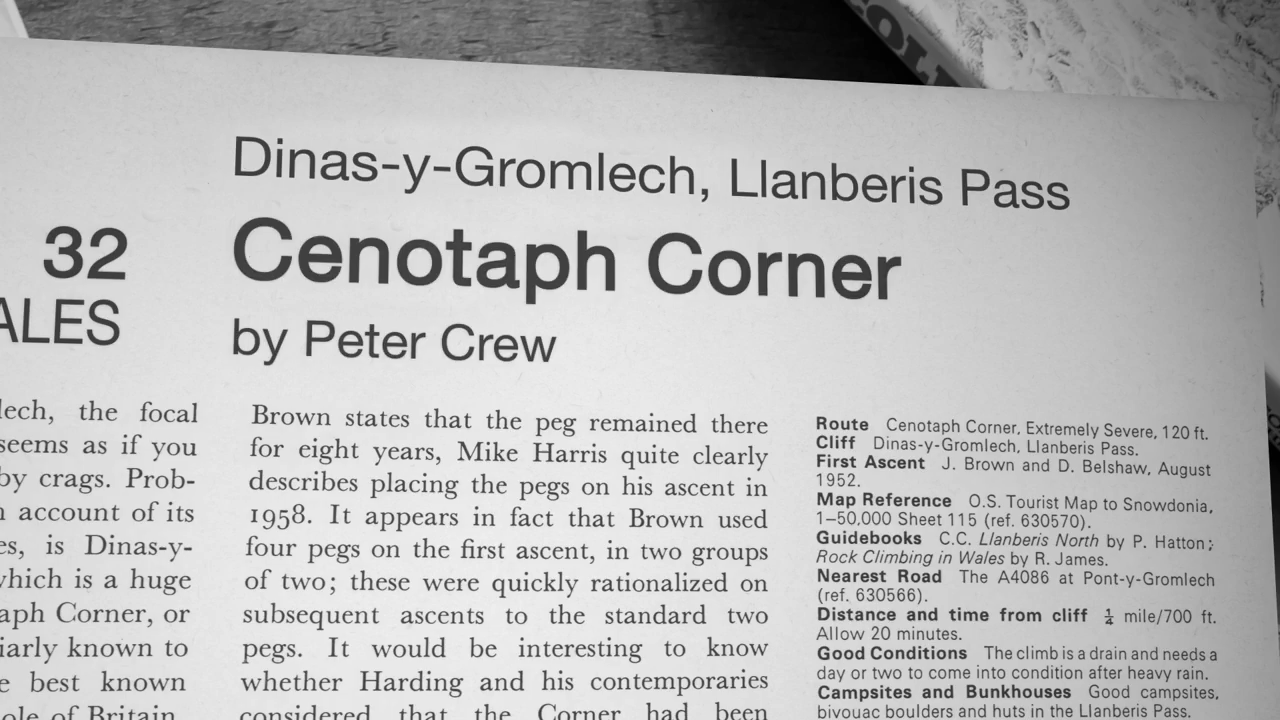 Dinas-y-Gromlech, Llanberis Pass
32
Cenotaph Corner
ALES
by Peter Crew
lech, the focal
seems as if you
by crags. Prob-
account of its
es, is Dinas-y-
which is a huge
aph Corner, or
iarly known to
best known
ole of Britain
Brown states that the peg remained there
for eight years, Mike Harris quite clearly
describes placing the pegs on his ascent in
1958. It appears in fact that Brown used
four pegs on the first ascent, in two groups
of two; these were quickly rationalized on
subsequent ascents to the standard two
pegs. It would be interesting to know
whether Harding and his contemporaries
considered that the Corner had been
Route Cenotaph Corner, Extremely Severe, 120 ft.
Cliff Dinas-y-Gromlech, Llanberis Pass.
First Ascent J. Brown and D. Belshaw, August
1952.
Map Reference O.S. Tourist Map to Snowdonia,
1–50,000 Sheet 115 (ref. 630570).
Guidebooks C.C. Llanberis North by P. Hatton;
Rock Climbing in Wales by R. James.
Nearest Road The A4086 at Pont-y-Gromlech
(ref. 630566).
Distance and time from cliff ¼ mile/700 ft.
Allow 20 minutes.
Good Conditions The climb is a drain and needs a
day or two to come into condition after heavy rain.
Campsites and Bunkhouses Good campsites,
bivouac boulders and huts in the Llanberis Pass.